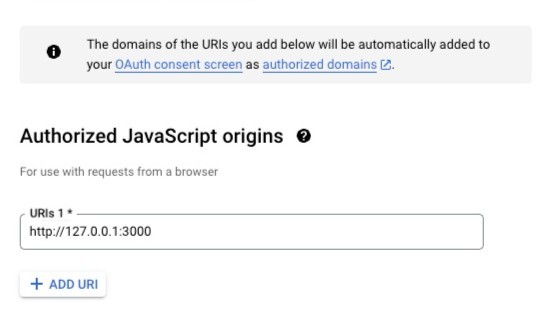 The domains of the URIs you add below will be automatically added to
your OAuth consent screen as authorized domains.
Authorized JavaScript origins
For use with requests from a browser
URIs 1 *
http://127.0.0.1:3000
+ ADD URI